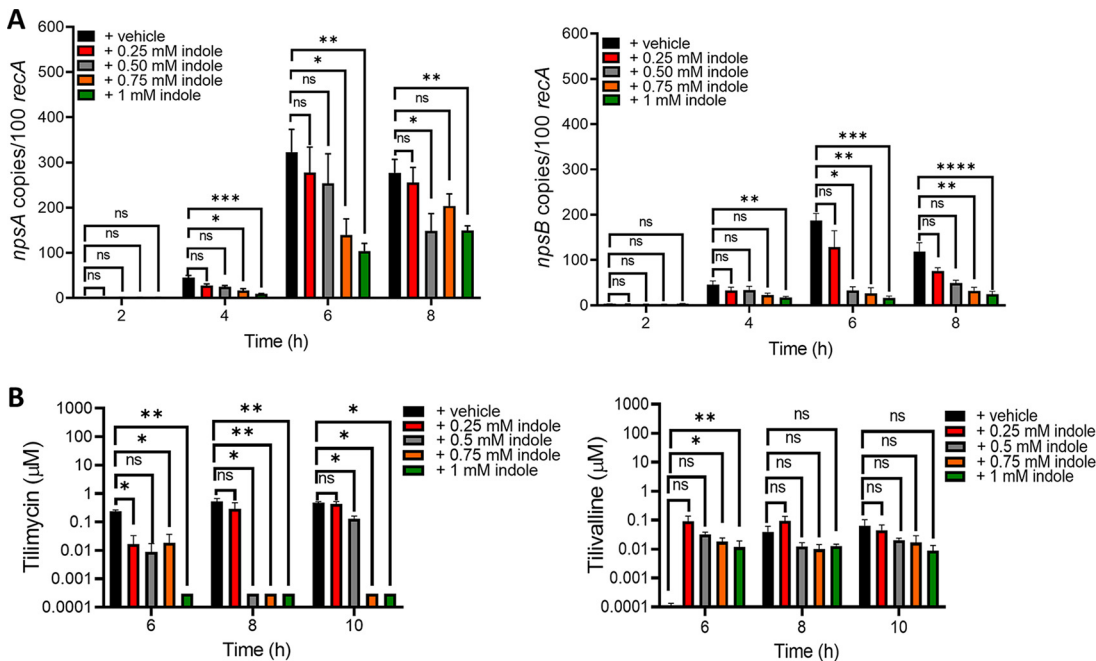 A
600
500
400
300
200
100
0
npsA copies/100 recA
+ vehicle
+ 0.25 mM indole
+ 0.50 mM indole
+ 0.75 mM indole
+ 1 mM indole
ns
ns
ns
ns
***
*
ns
ns
**
*
ns
ns
**
ns
*
ns
2
4
6
8
Time (h)
600
500
400
300
200
100
0
npsB copies/100 recA
+ vehicle
+ 0.25 mM indole
+ 0.50 mM indole
+ 0.75 mM indole
+ 1 mM indole
ns
ns
ns
ns
**
ns
ns
ns
***
**
*
ns
****
**
ns
ns
2
4
6
8
Time (h)
B
1000
100
10
1
0.1
0.01
0.001
0.0001
Tilimycin (μM)
**
*
ns
*
**
**
*
ns
*
*
*
ns
+ vehicle
+ 0.25 mM indole
+ 0.5 mM indole
+ 0.75 mM indole
+ 1 mM indole
6
8
10
Time (h)
1000
100
10
1
0.1
0.01
0.001
0.0001
Tilivalline (μM)
**
*
ns
ns
ns
ns
ns
ns
ns
ns
ns
ns
+ vehicle
+ 0.25 mM indole
+ 0.5 mM indole
+ 0.75 mM indole
+ 1 mM indole
6
8
10
Time (h)